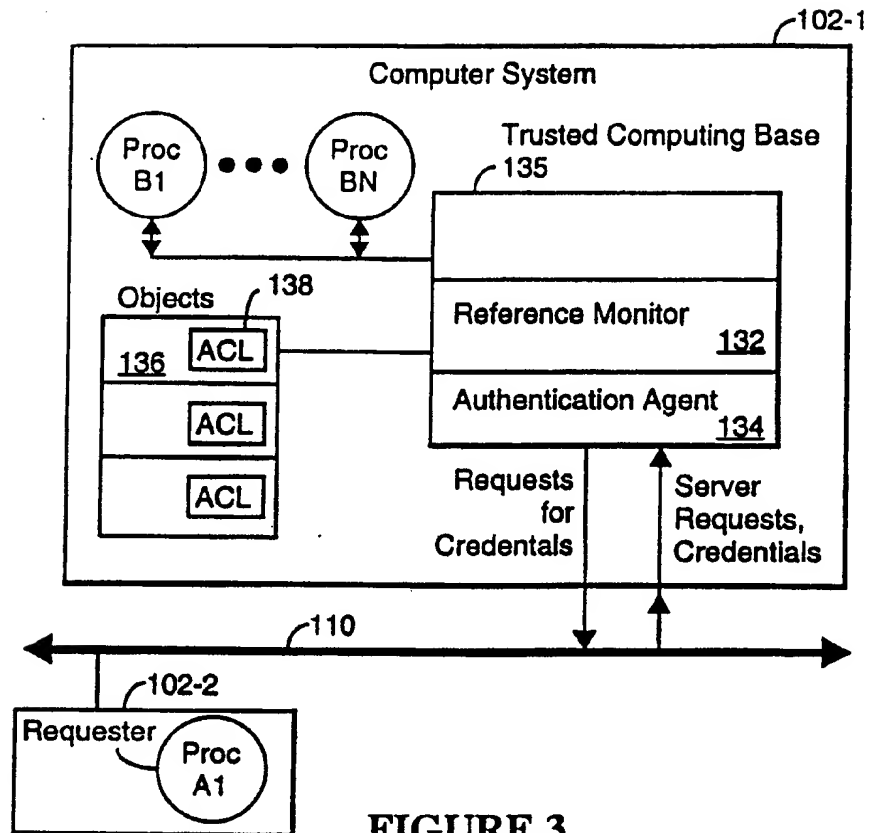 102-1
Computer System
Proc
B1
Proc
BN
Trusted Computing Base
135
Objects
138
136
ACL
ACL
ACL
Reference Monitor
132
Authentication Agent
134
Requests
for
Credentals
Server
Requests,
Credentials
110
102-2
Requester
Proc
A1
FIGURE 3